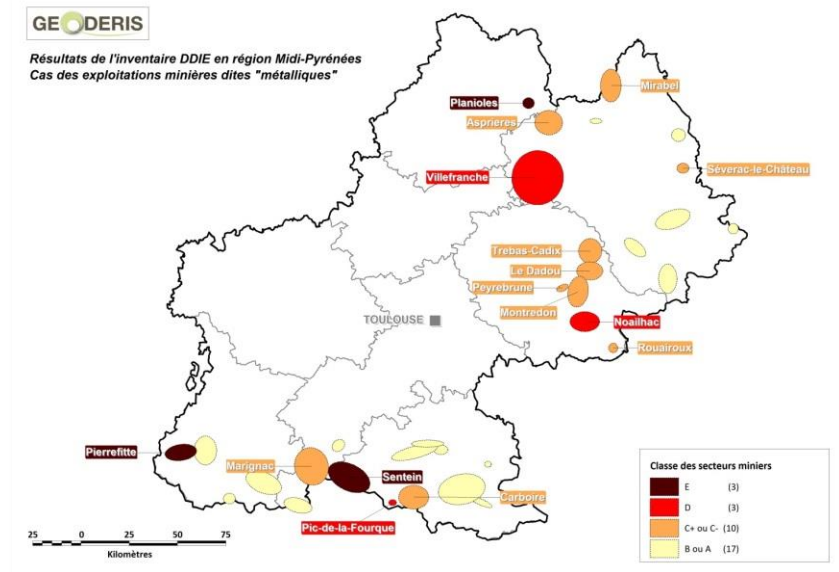 GEODERIS
Résultats de l'inventaire DDIE en région Midi-Pyrénées
Cas des exploitations minières dites "métalliques"
Mirabel
Planioles
Asprières
Séverac-le-Château
Villefranche
Trebas-Cadix
Le Dadou
Peyrebrune
Montredon
TOULOUSE
Noailhac
Rouairoux
Pierrefitte
Marignac
Sentein
Carboire
Pic-de-la-Fourque
Classe des secteurs miniers
E (3)
D (3)
C+ ou C- (10)
B ou A (17)
25 0 25 50 75
Kilomètres